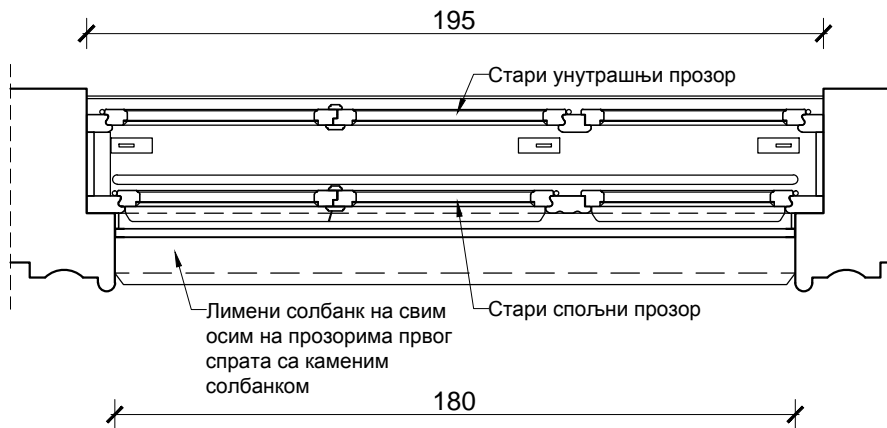 195
Стари унутрашњи прозор
Стари спољни прозор
Лимени солбанк на свим
осим на прозорима првог
спрата са каменим
солбанком
180